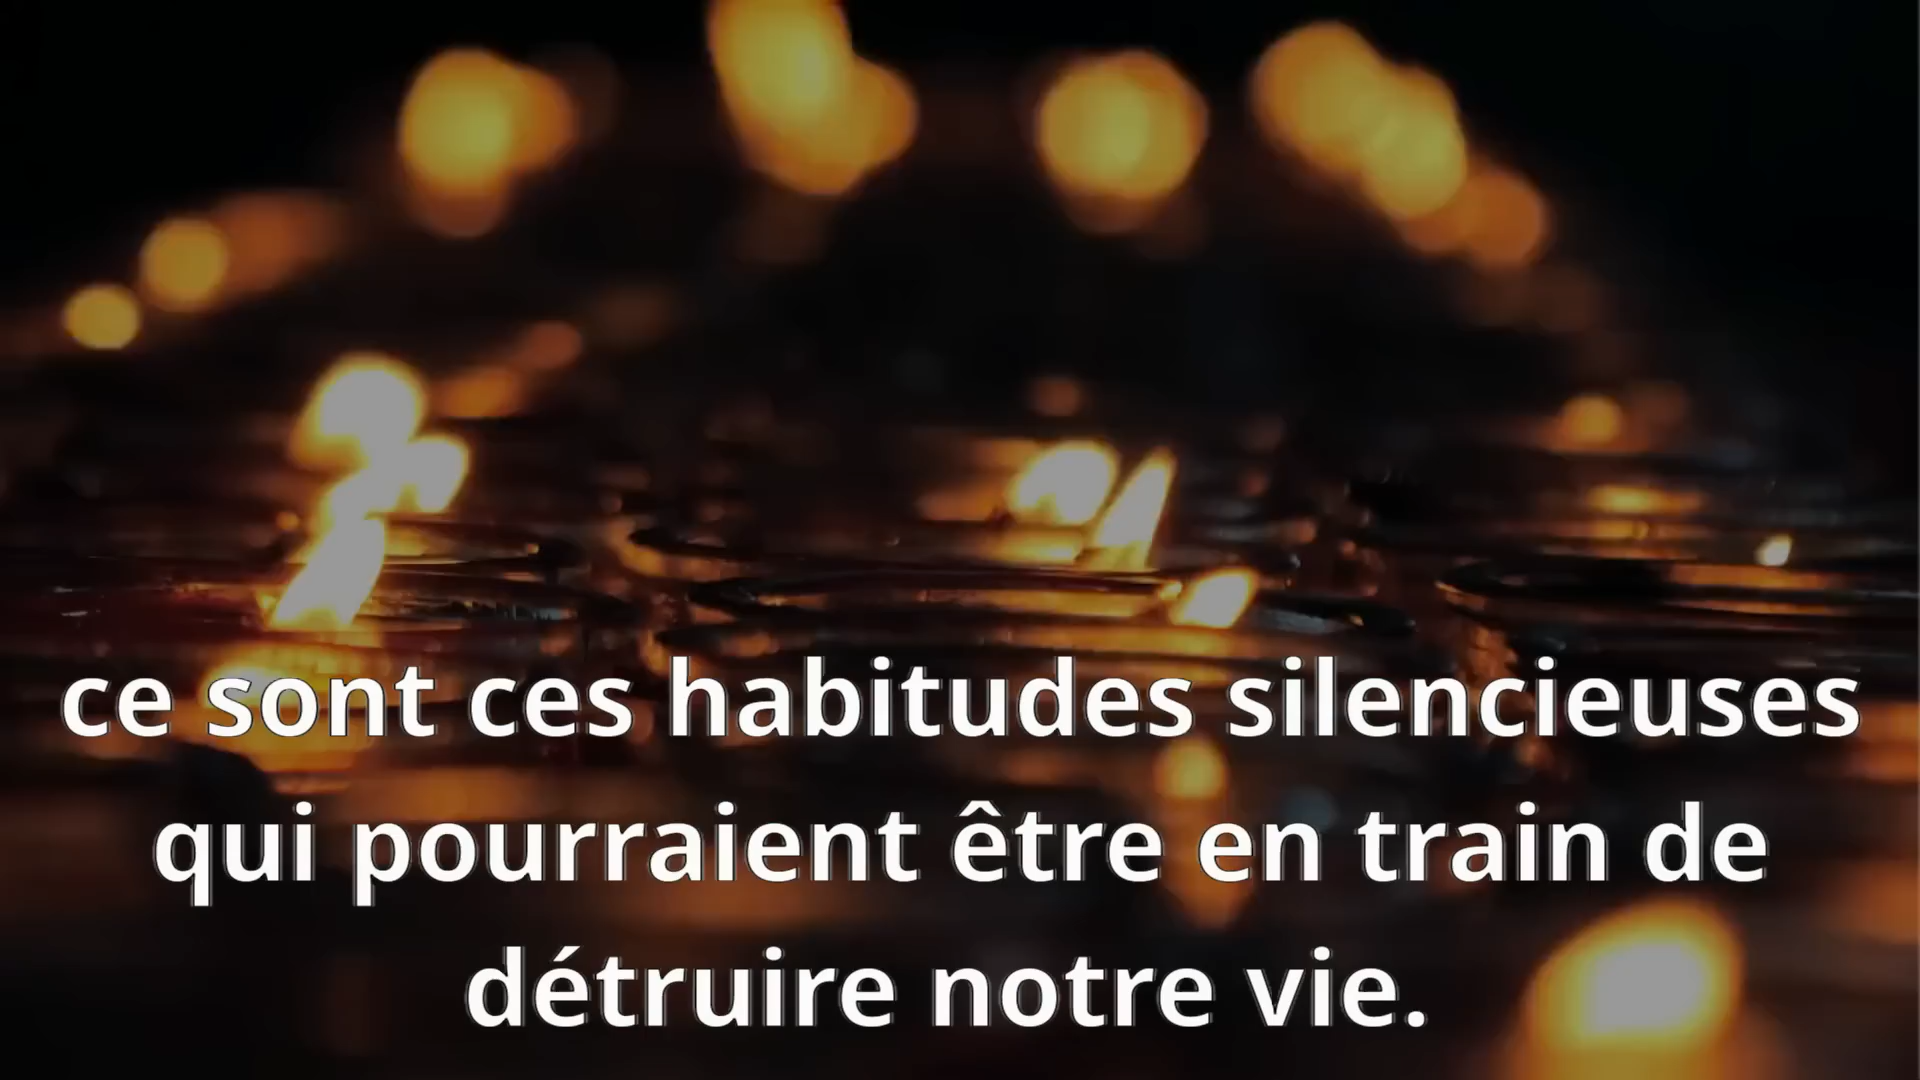 ce sont ces habitudes silencieuses
qui pourraient être en train de
détruire notre vie.